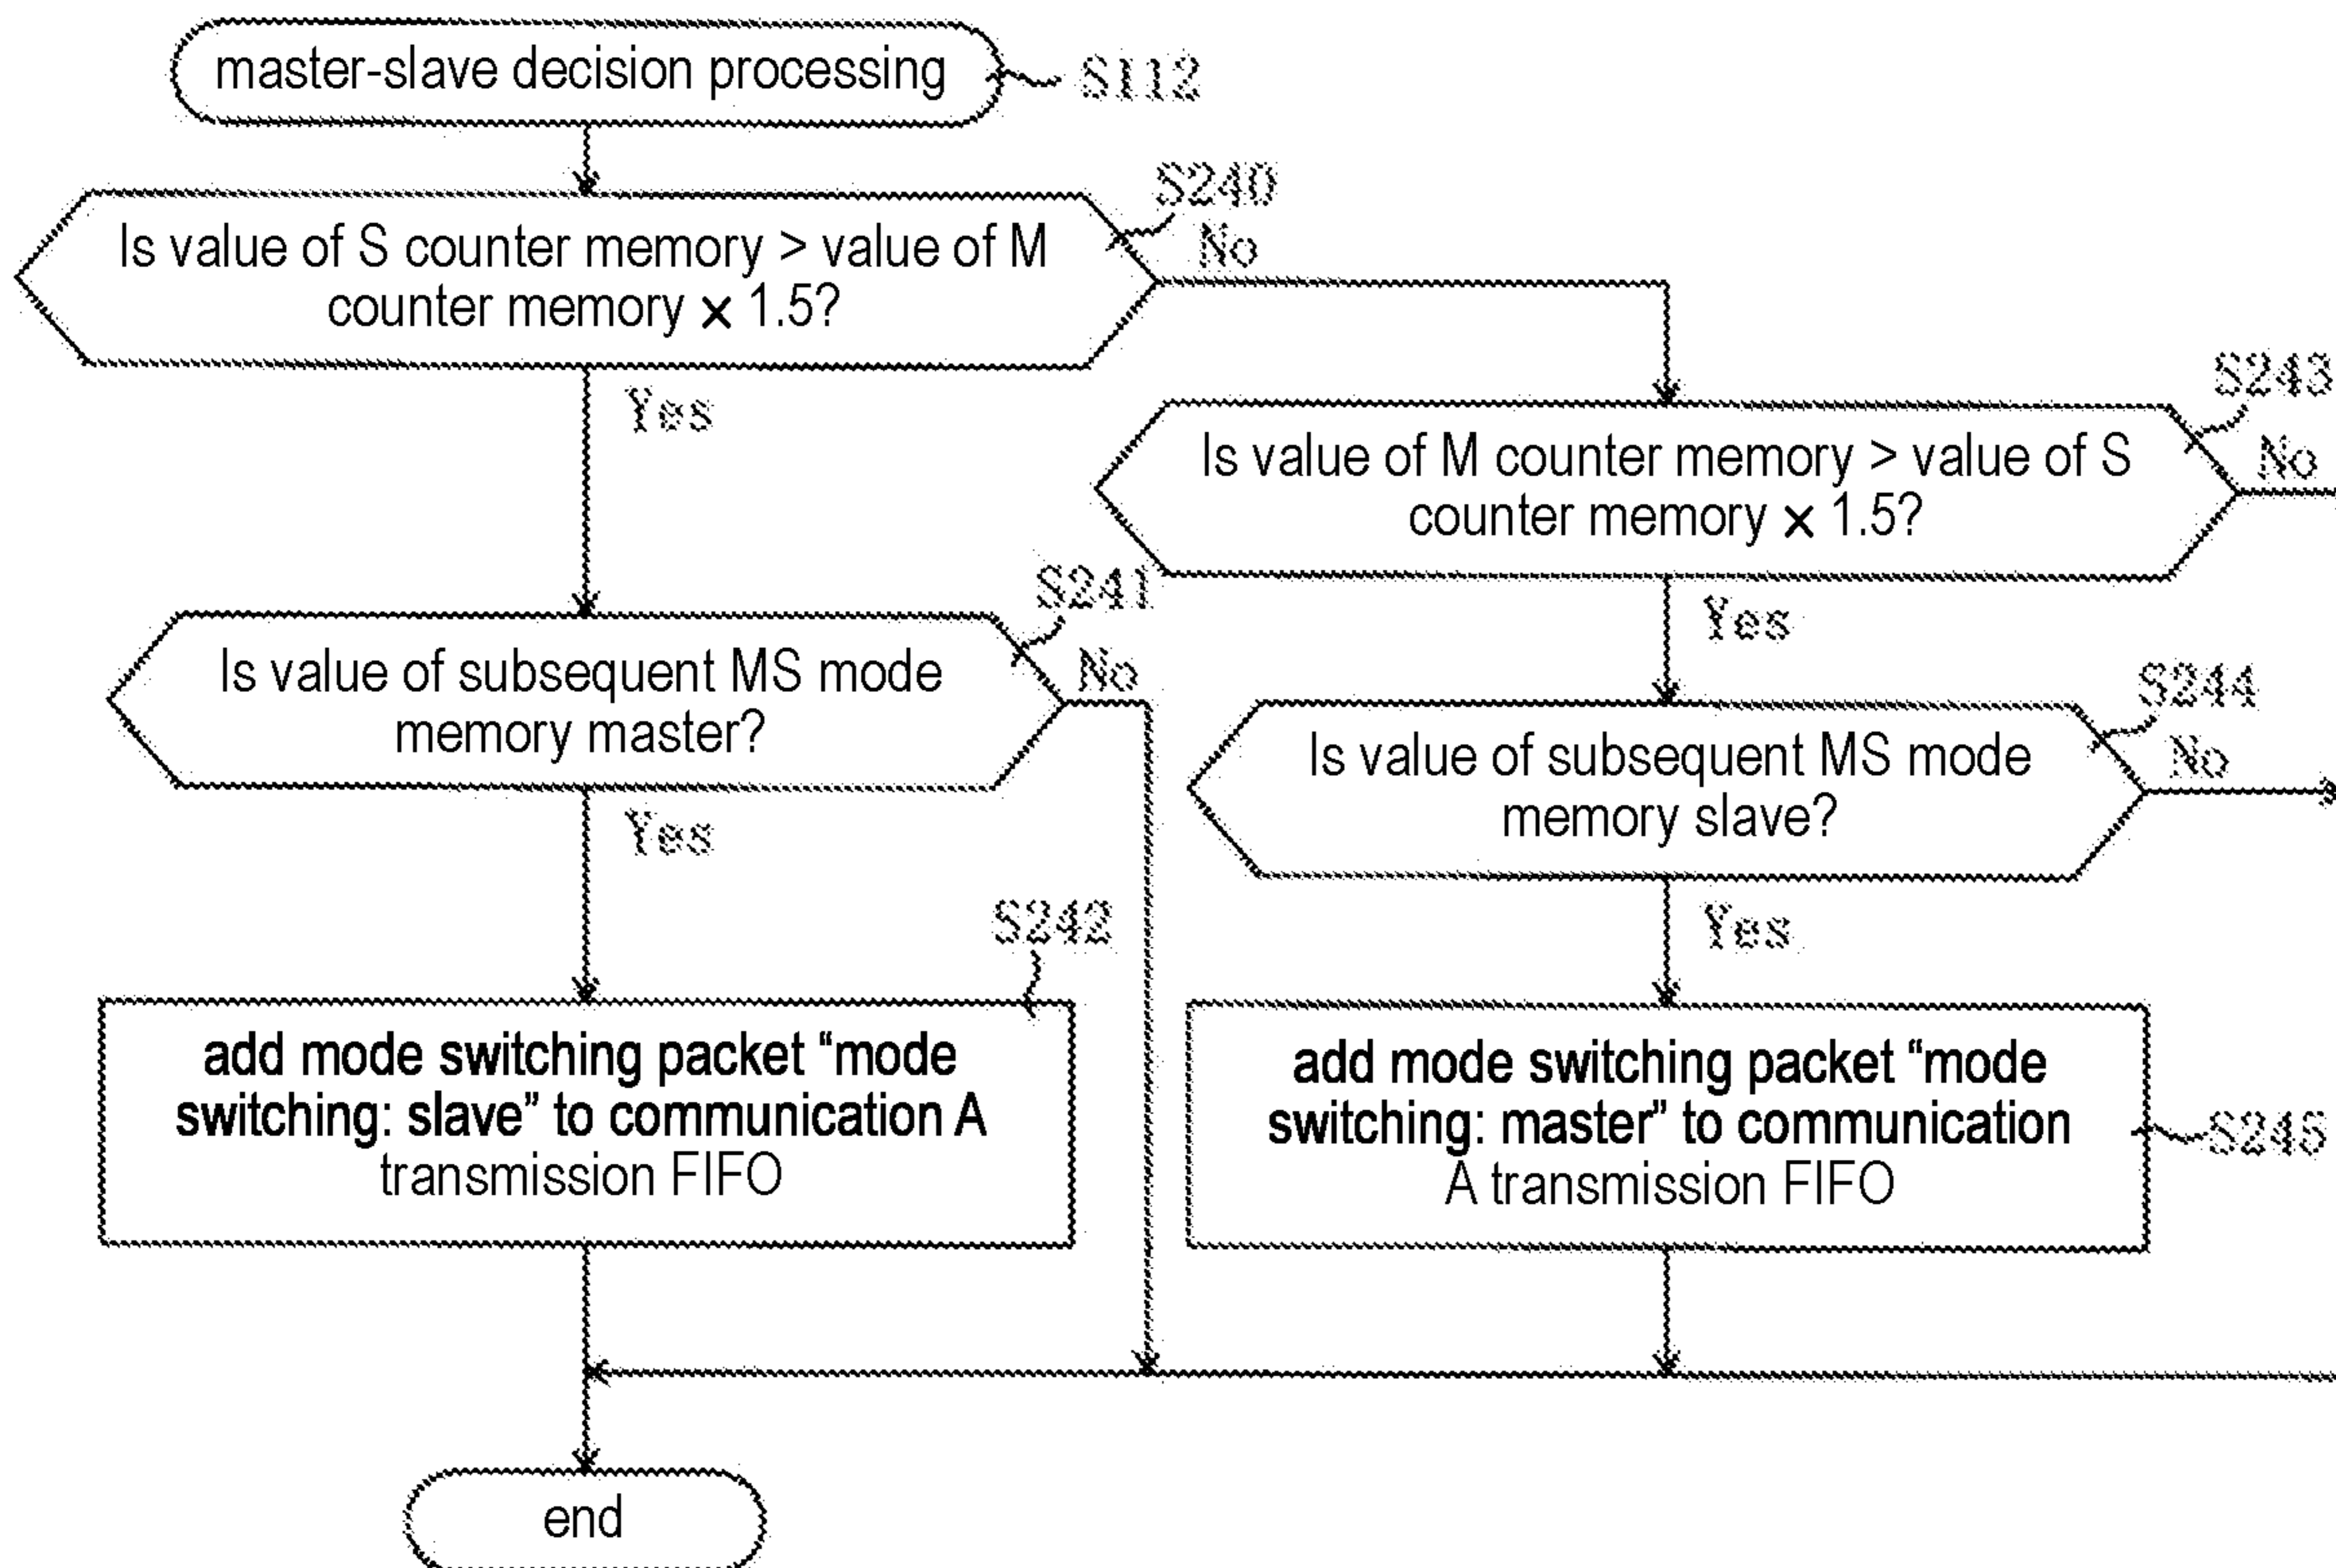 master-slave decision processing
S112
S240
Is value of S counter memory > value of M
counter memory × 1.5?
No
Yes
S243
Is value of M counter memory > value of S
counter memory × 1.5?
No
Yes
S241
Is value of subsequent MS mode
memory master?
No
Yes
S244
Is value of subsequent MS mode
memory slave?
No
Yes
S242
add mode switching packet “mode
switching: slave” to communication A
transmission FIFO
add mode switching packet “mode
switching: master” to communication
A transmission FIFO
S245
end